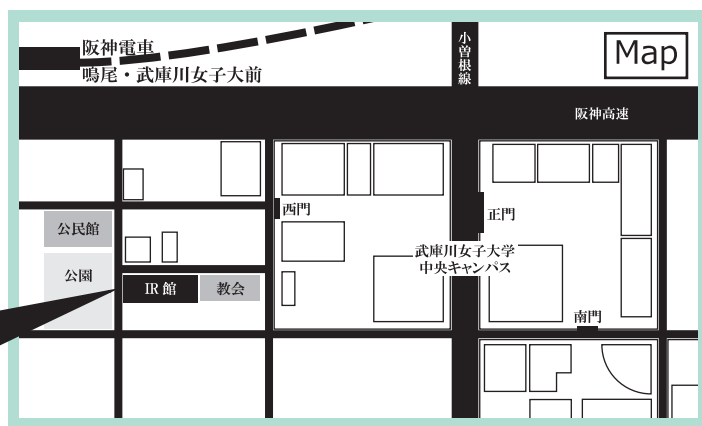 阪神電車
鳴尾・武庫川女子大前
小曽根線
Map
阪神高速
西門
正門
公民館
武庫川女子大学
中央キャンパス
公園
IR 館
教会
南門